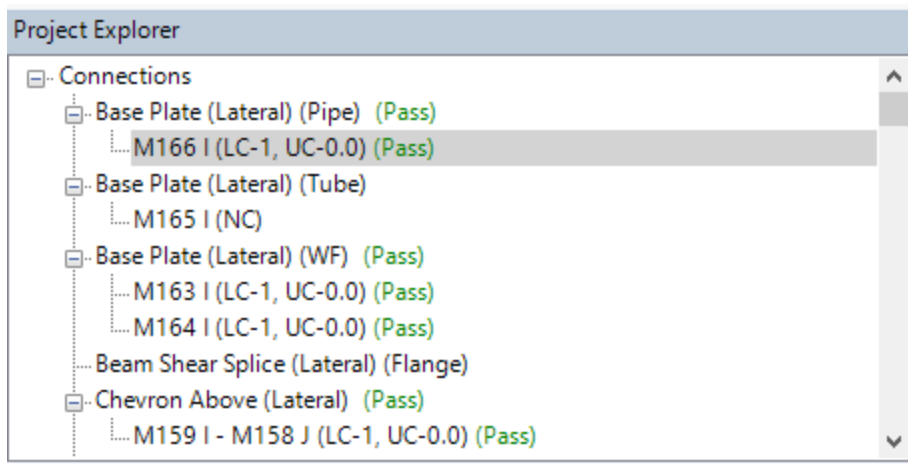 Project Explorer
Connections
Base Plate (Lateral) (Pipe) (Pass)
M166 I (LC-1, UC-0.0) (Pass)
Base Plate (Lateral) (Tube)
M165 I (NC)
Base Plate (Lateral) (WF) (Pass)
M163 I (LC-1, UC-0.0) (Pass)
M164 I (LC-1, UC-0.0) (Pass)
Beam Shear Splice (Lateral) (Flange)
Chevron Above (Lateral) (Pass)
M159 I - M158 J (LC-1, UC-0.0) (Pass)